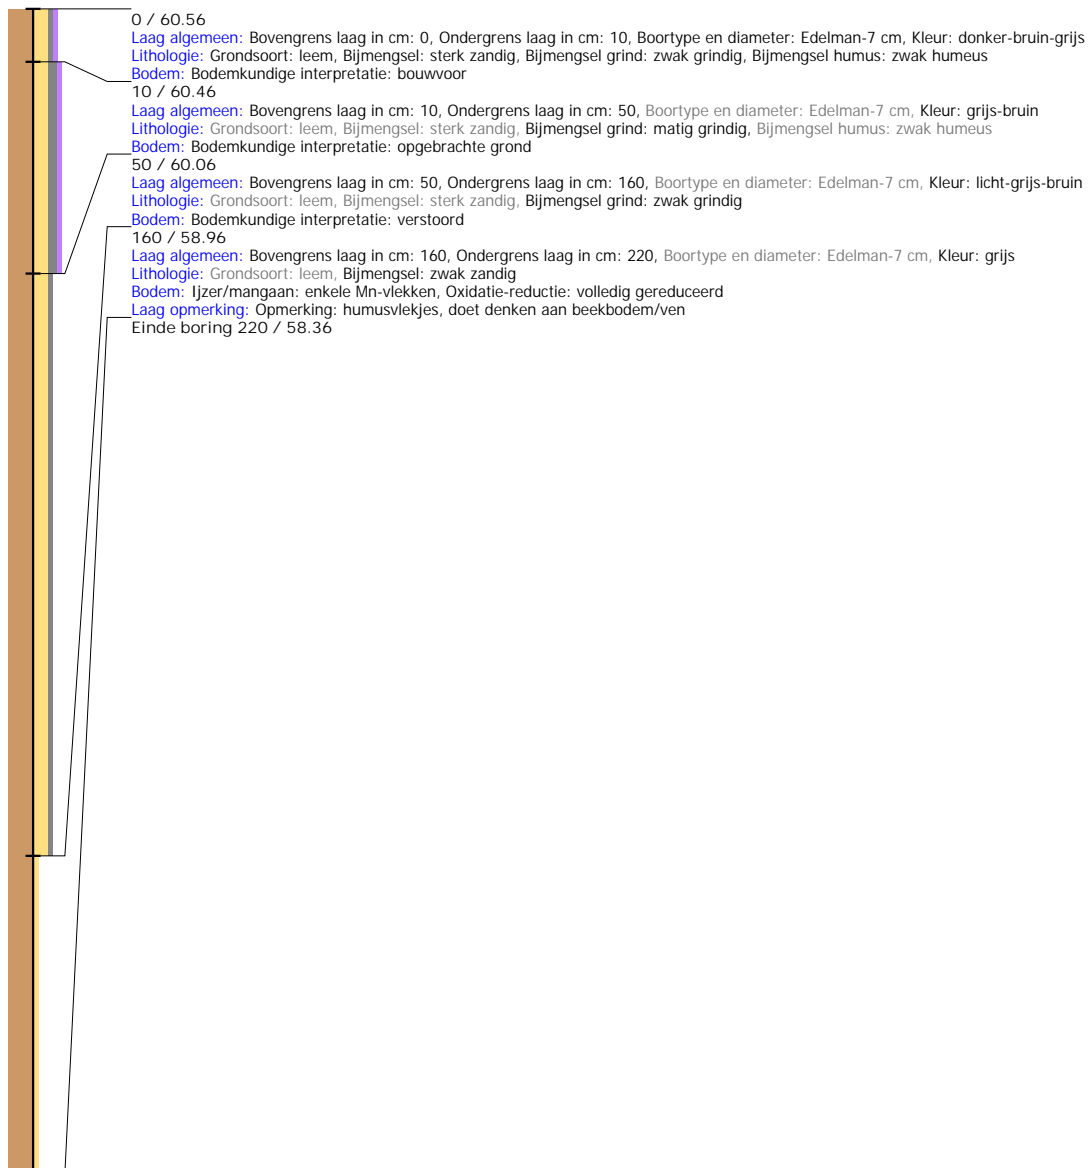 0 / 60.56
Laag algemeen: Bovengrens laag in cm: 0, Ondergrens laag in cm: 10, Boortype en diameter: Edelman-7 cm, Kleur: donker-bruin-grijs
Lithologie: Grondsoort: leem, Bijmengsel: sterk zandig, Bijmengsel grind: zwak grindig, Bijmengsel humus: zwak humeus
Bodem: Bodemkundige interpretatie: bouwvoor
10 / 60.46
Laag algemeen: Bovengrens laag in cm: 10, Ondergrens laag in cm: 50, Boortype en diameter: Edelman-7 cm, Kleur: grijs-bruin
Lithologie: Grondsoort: leem, Bijmengsel: sterk zandig, Bijmengsel grind: matig grindig, Bijmengsel humus: zwak humeus
Bodem: Bodemkundige interpretatie: opgebrachte grond
50 / 60.06
Laag algemeen: Bovengrens laag in cm: 50, Ondergrens laag in cm: 160, Boortype en diameter: Edelman-7 cm, Kleur: licht-grijs-bruin
Lithologie: Grondsoort: leem, Bijmengsel: sterk zandig, Bijmengsel grind: zwak grindig
Bodem: Bodemkundige interpretatie: verstoord
160 / 58.96
Laag algemeen: Bovengrens laag in cm: 160, Ondergrens laag in cm: 220, Boortype en diameter: Edelman-7 cm, Kleur: grijs
Lithologie: Grondsoort: leem, Bijmengsel: zwak zandig
Bodem: Ijzer/mangaan: enkele Mn-vlekken, Oxidatie-reductie: volledig gereduceerd
Laag opmerking: Opmerking: humusvlekjes, doet denken aan beekbodem/ven
Einde boring 220 / 58.36